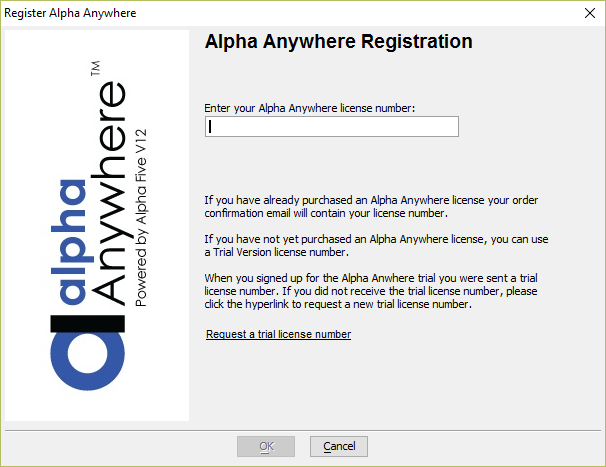 Register Alpha Anywhere
Alpha Anywhere Registration
alpha
Anywhere™
Powered by Alpha Five V12
Enter your Alpha Anywhere license number:
If you have already purchased an Alpha Anywhere license your order
confirmation email will contain your license number.
If you have not yet purchased an Alpha Anywhere license, you can use
a Trial Version license number.
When you signed up for the Alpha Anwhere trial you were sent a trial
license number. If you did not receive the trial license number, please
click the hyperlink to request a new trial license number.
Request a trial license number
OK
Cancel